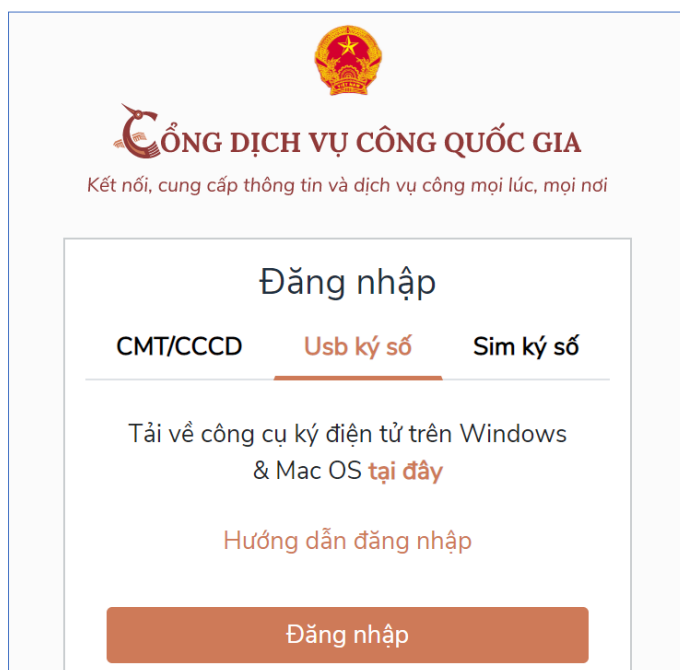 CỔNG DỊCH VỤ CÔNG QUỐC GIA
Kết nối, cung cấp thông tin và dịch vụ công mọi lúc, mọi nơi
Đăng nhập
CMT/CCCD Usb ký số Sim ký số
Tải về công cụ ký điện tử trên Windows
& Mac OS tại đây
Hướng dẫn đăng nhập
Đăng nhập